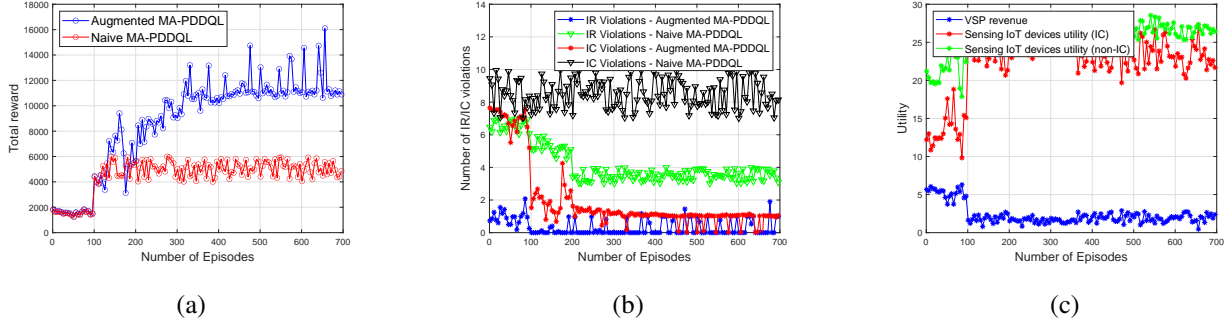 18000
16000
14000
12000
10000
8000
6000
4000
2000
0
Total reward
Augmented MA-PDDQL
Naive MA-PDDQL
0 100 200 300 400 500 600 700
Number of Episodes
(a)
14
12
10
8
6
4
2
0
Number of IR/IC violations
IR Violations - Augmented MA-PDDQL
IR Violations - Naive MA-PDDQL
IC Violations - Augmented MA-PDDQL
IC Violations - Naive MA-PDDQL
0 100 200 300 400 500 600 700
Number of Episodes
(b)
30
25
20
15
10
5
0
Utility
VSP revenue
Sensing IoT devices utility (IC)
Sensing IoT devices utility (non-IC)
0 100 200 300 400 500 600 700
Number of Episodes
(c)